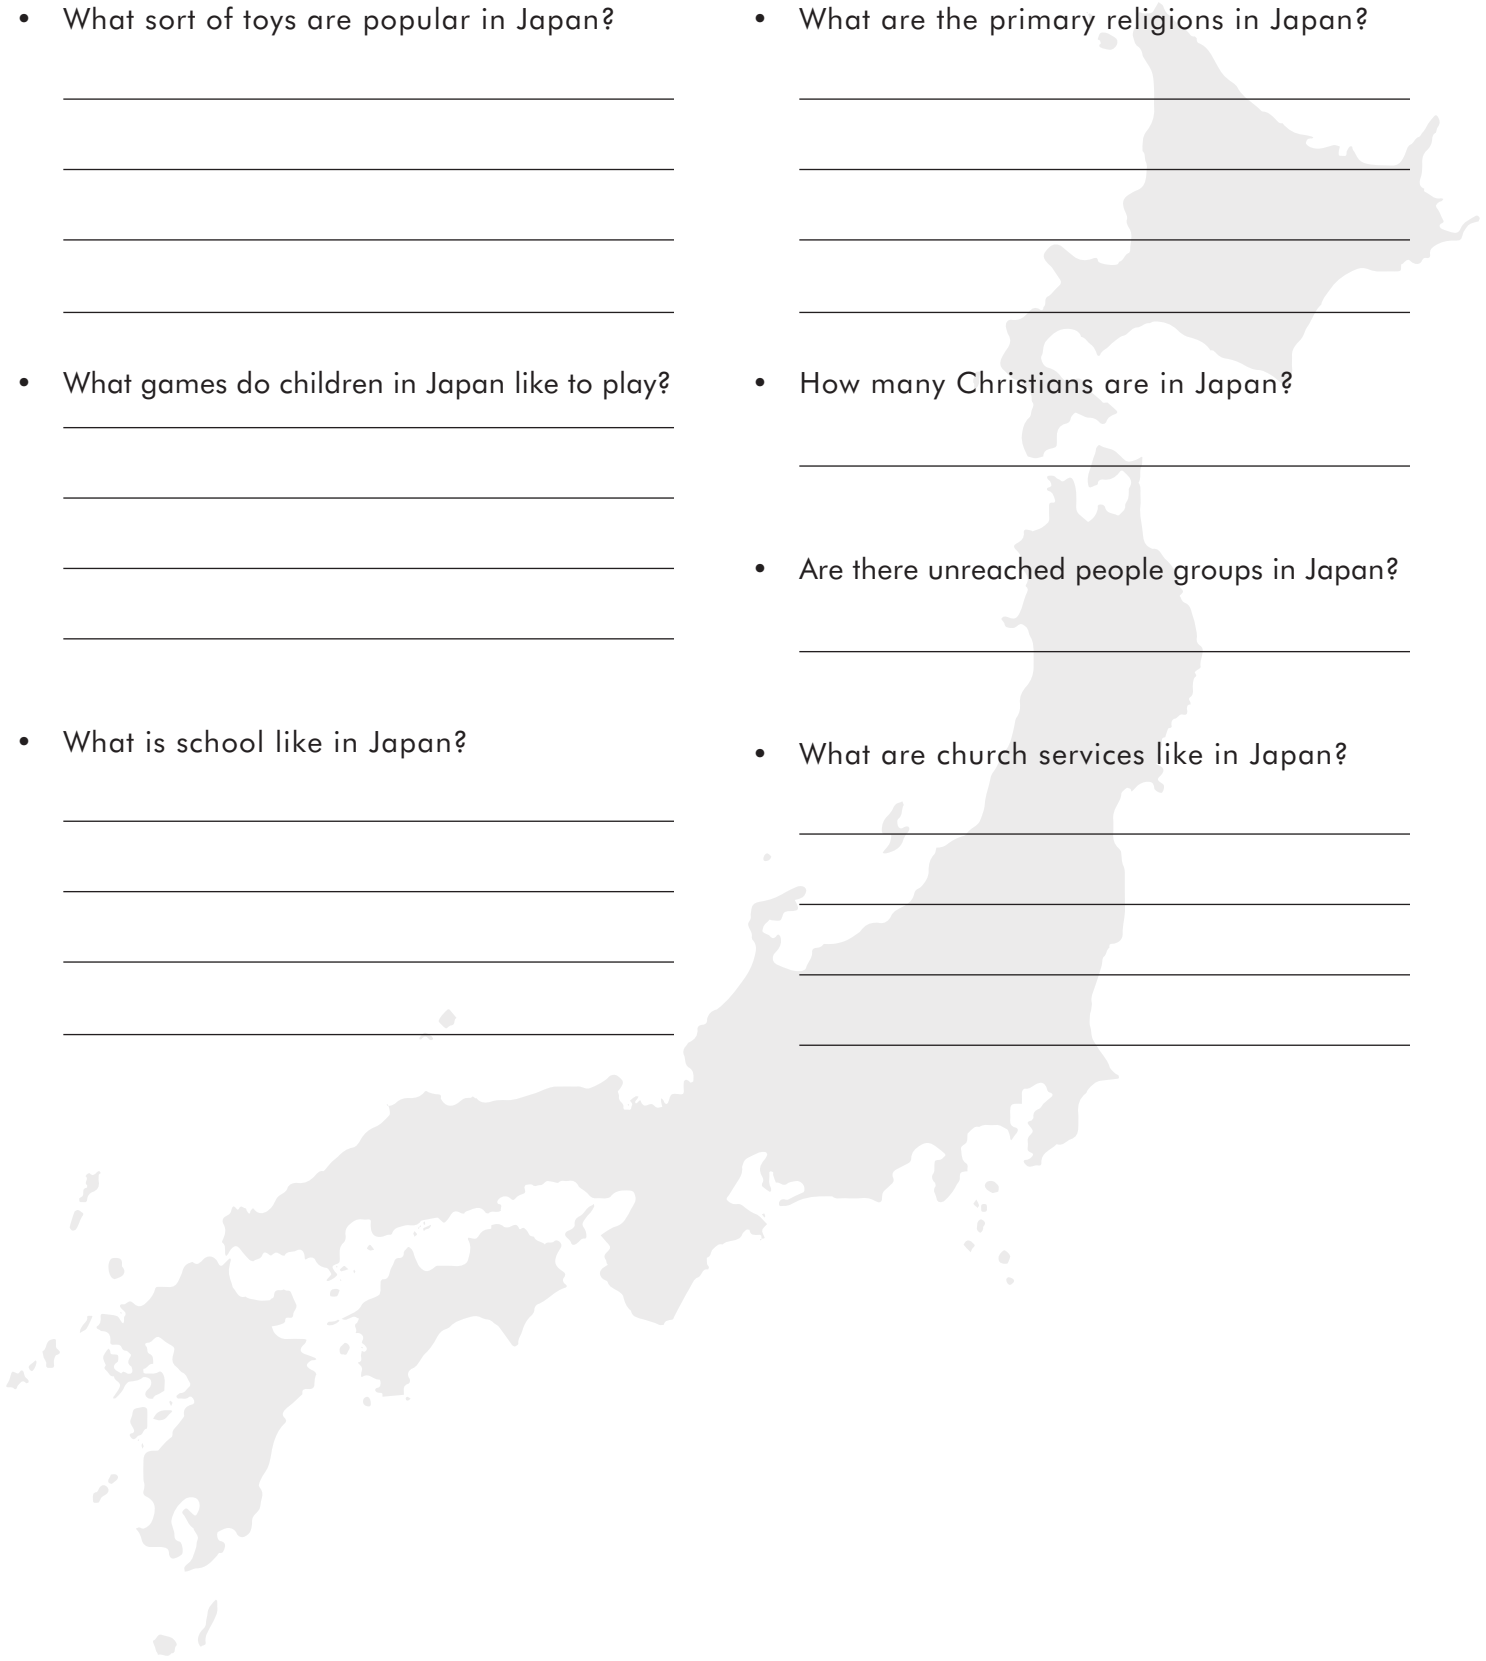 • What sort of toys are popular in Japan?
• What games do children in Japan like to play?
• What is school like in Japan?
• What are the primary religions in Japan?
• How many Christians are in Japan?
• Are there unreached people groups in Japan?
• What are church services like in Japan?